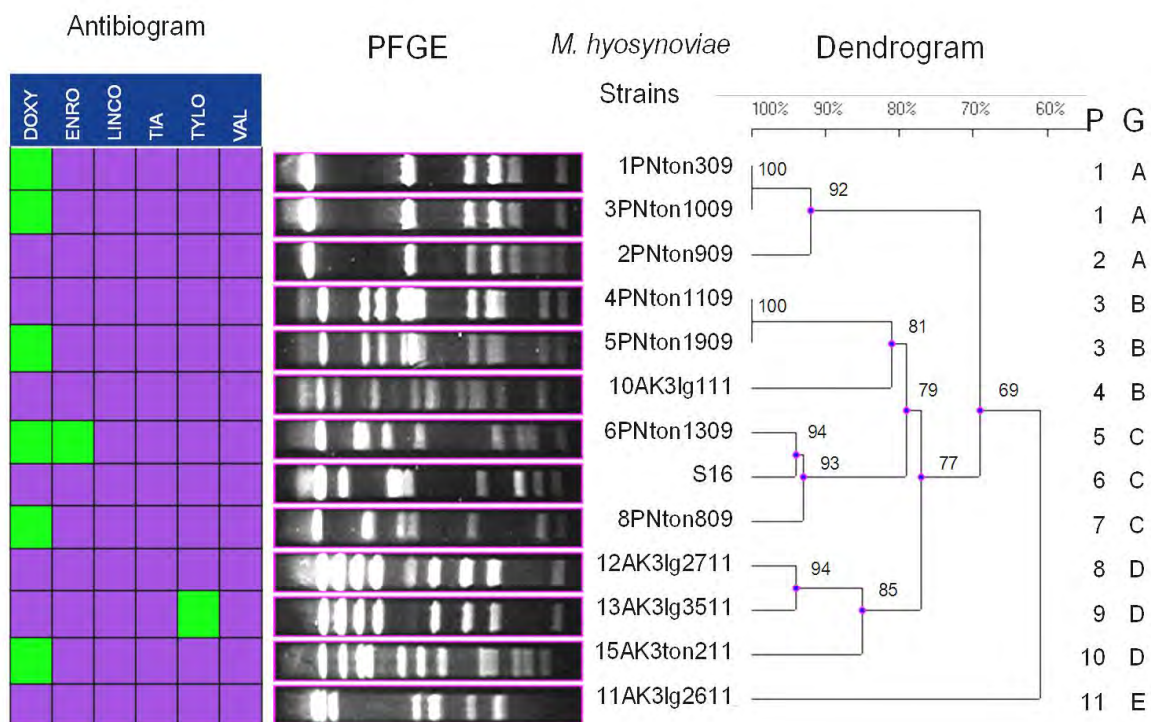 Antibiogram PFGE M. hyosynoviae Dendrogram
Strains
DOXY ENRO LINCO TIA TYLO VAL
100% 90% 80% 70% 60% P G
1PNton309 100 1 A
92
3PNton1009 1 A
2PNton909 2 A
4PNton1109 100 3 B
81
5PNton1909 3 B
10AK3lg111 79 69 4 B
6PNton1309 94 5 C
S16 93 77 6 C
8PNton809 7 C
12AK3lg2711 94 8 D
85
13AK3lg3511 9 D
15AK3ton211 10 D
11AK3lg2611 11 E